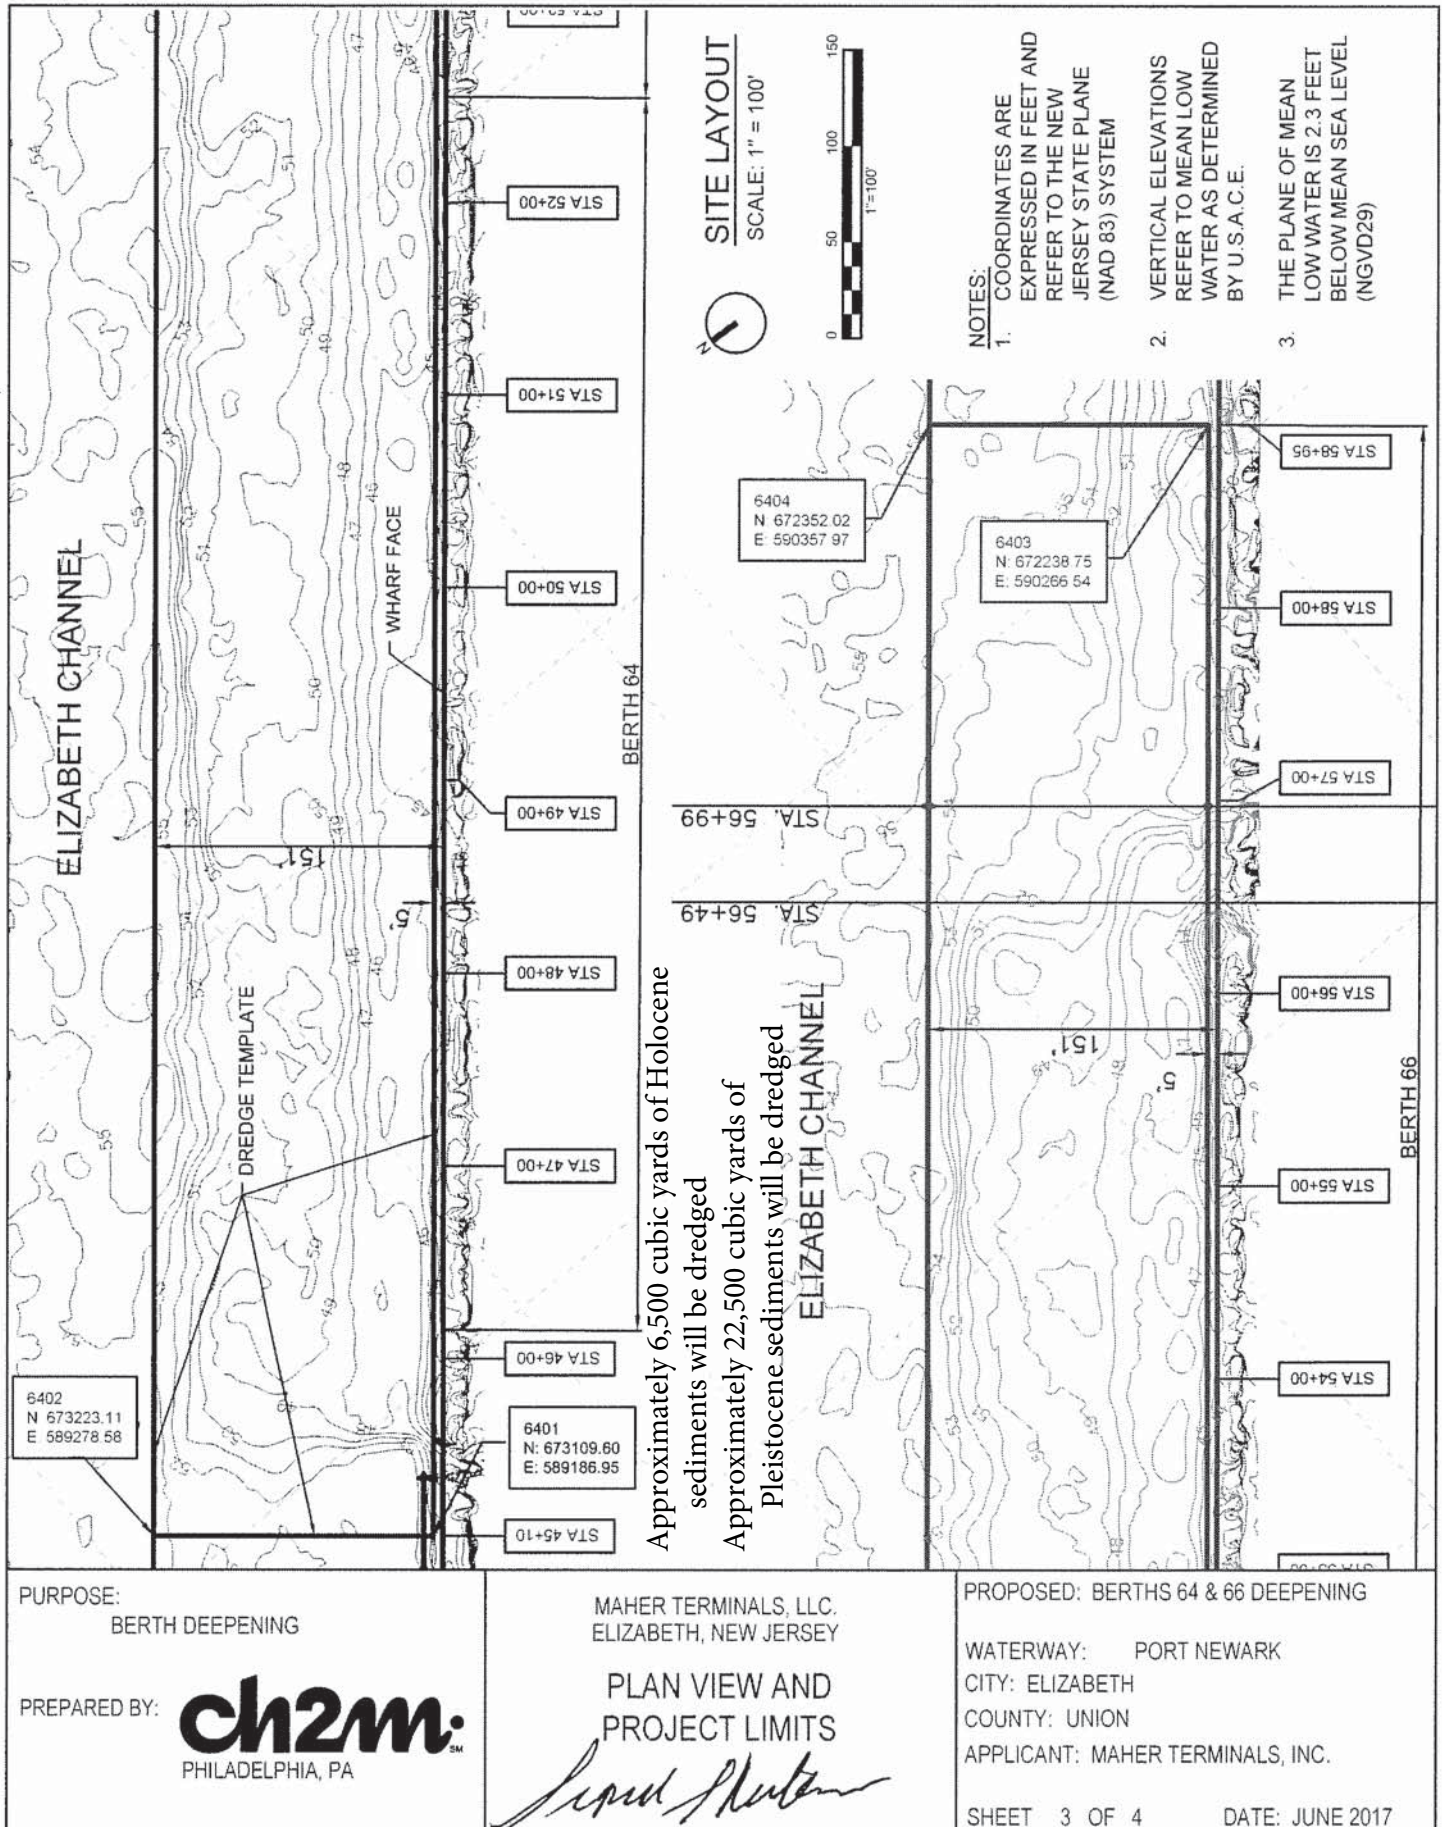 ELIZABETH CHANNEL
DREDGE TEMPLATE
WHARF FACE
151'
5'
6402
N 673223.11
E 589278 58
6401
N: 673109.60
E: 589186.95
STA 45+10
STA 46+00
STA 47+00
STA 48+00
STA 49+00
STA 50+00
STA 51+00
STA 52+00
BERTH 64
Approximately 6,500 cubic yards of Holocene
sediments will be dredged
Approximately 22,500 cubic yards of
Pleistocene sediments will be dredged
SITE LAYOUT
SCALE: 1" = 100'
N
0 50 100 150
1"=100'
NOTES:
1. COORDINATES ARE
EXPRESSED IN FEET AND
REFER TO THE NEW
JERSEY STATE PLANE
(NAD 83) SYSTEM
2. VERTICAL ELEVATIONS
REFER TO MEAN LOW
WATER AS DETERMINED
BY U.S.A.C.E.
3. THE PLANE OF MEAN
LOW WATER IS 2.3 FEET
BELOW MEAN SEA LEVEL
(NGVD29)
ELIZABETH CHANNEL
6404
N 672352.02
E: 590357 97
6403
N: 672238 75
E: 590266 54
STA. 56+49
STA. 56+99
151'
5'
STA 54+00
STA 55+00
STA 56+00
STA 57+00
STA 58+00
STA 58+95
BERTH 66
PURPOSE:
BERTH DEEPENING
PREPARED BY:
ch2m:
SM
PHILADELPHIA, PA
MAHER TERMINALS, LLC.
ELIZABETH, NEW JERSEY
PLAN VIEW AND
PROJECT LIMITS
PROPOSED: BERTHS 64 & 66 DEEPENING
WATERWAY: PORT NEWARK
CITY: ELIZABETH
COUNTY: UNION
APPLICANT: MAHER TERMINALS, INC.
SHEET 3 OF 4 DATE: JUNE 2017